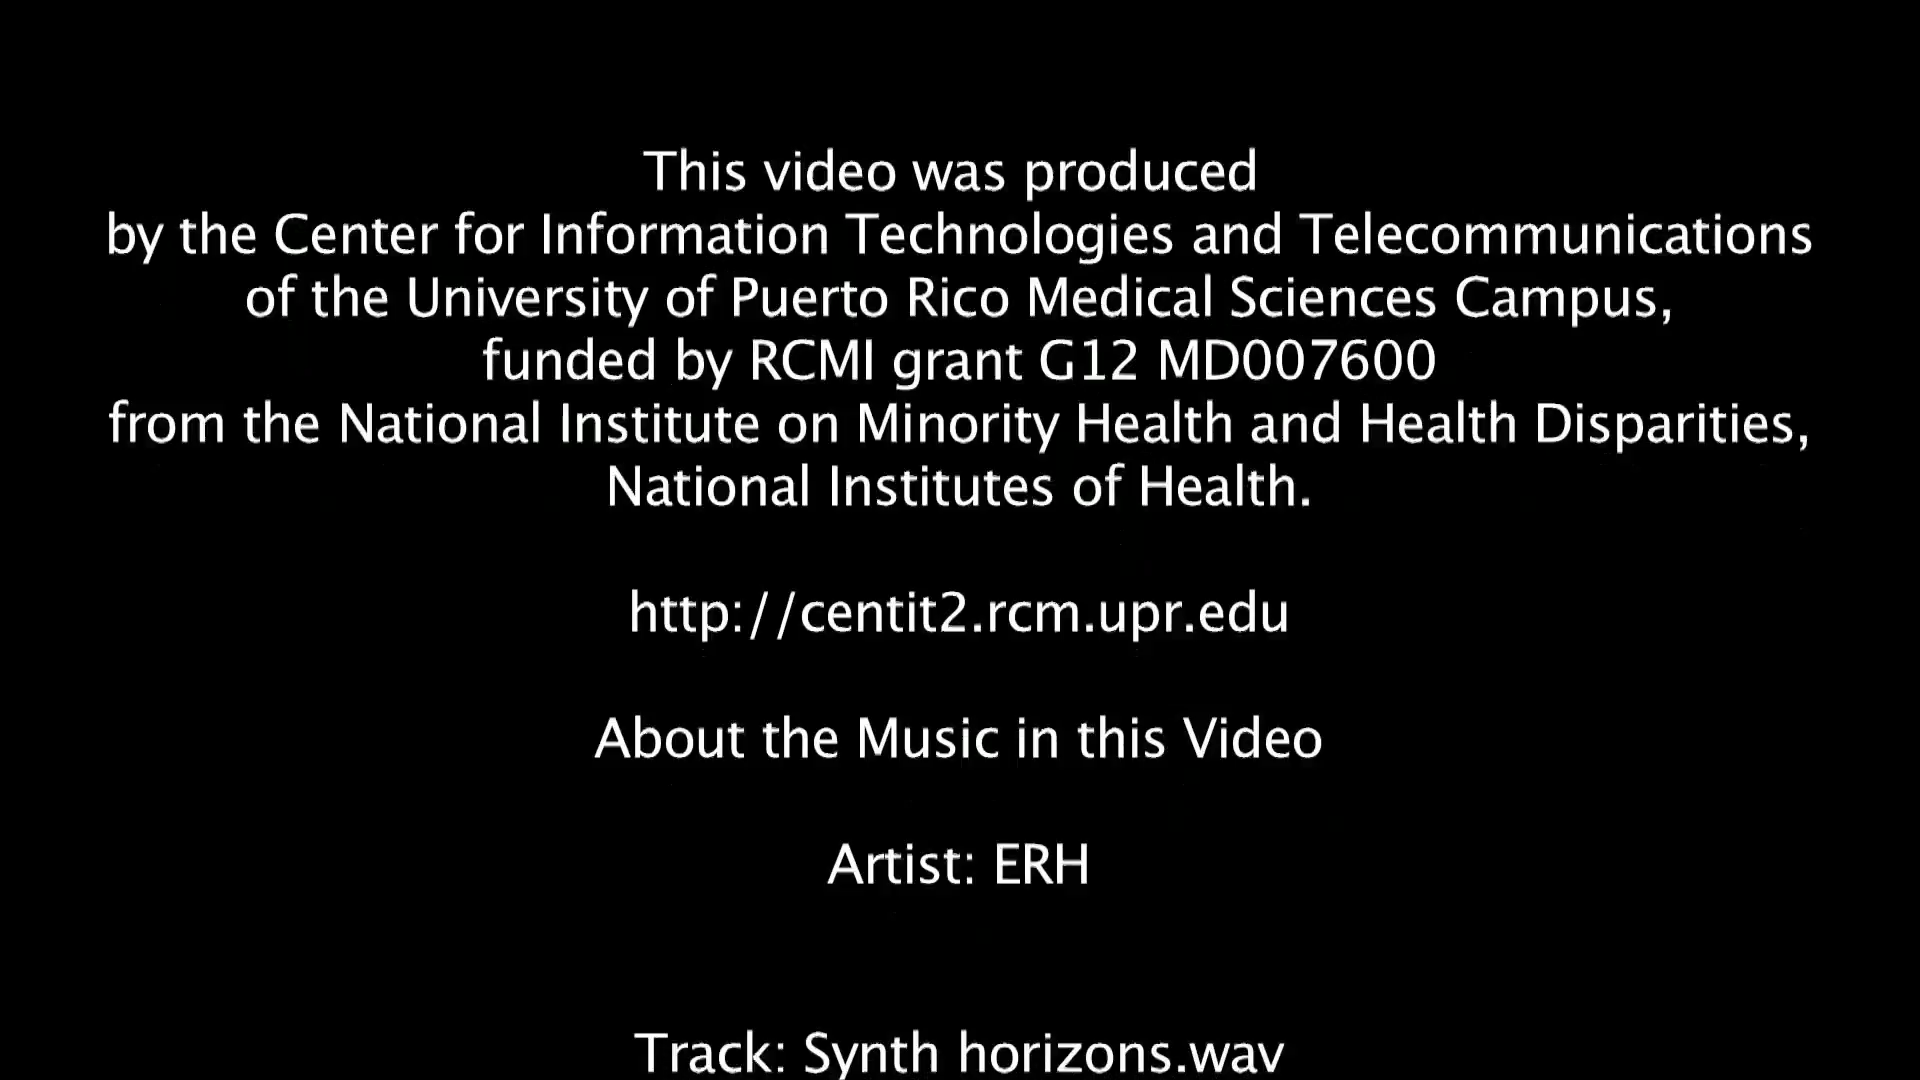 This video was produced
by the Center for Information Technologies and Telecommunications
of the University of Puerto Rico Medical Sciences Campus,
funded by RCMI grant G12 MD007600
from the National Institute on Minority Health and Health Disparities,
National Institutes of Health.
http://centit2.rcm.upr.edu
About the Music in this Video
Artist: ERH
Track: Synth horizons.wav